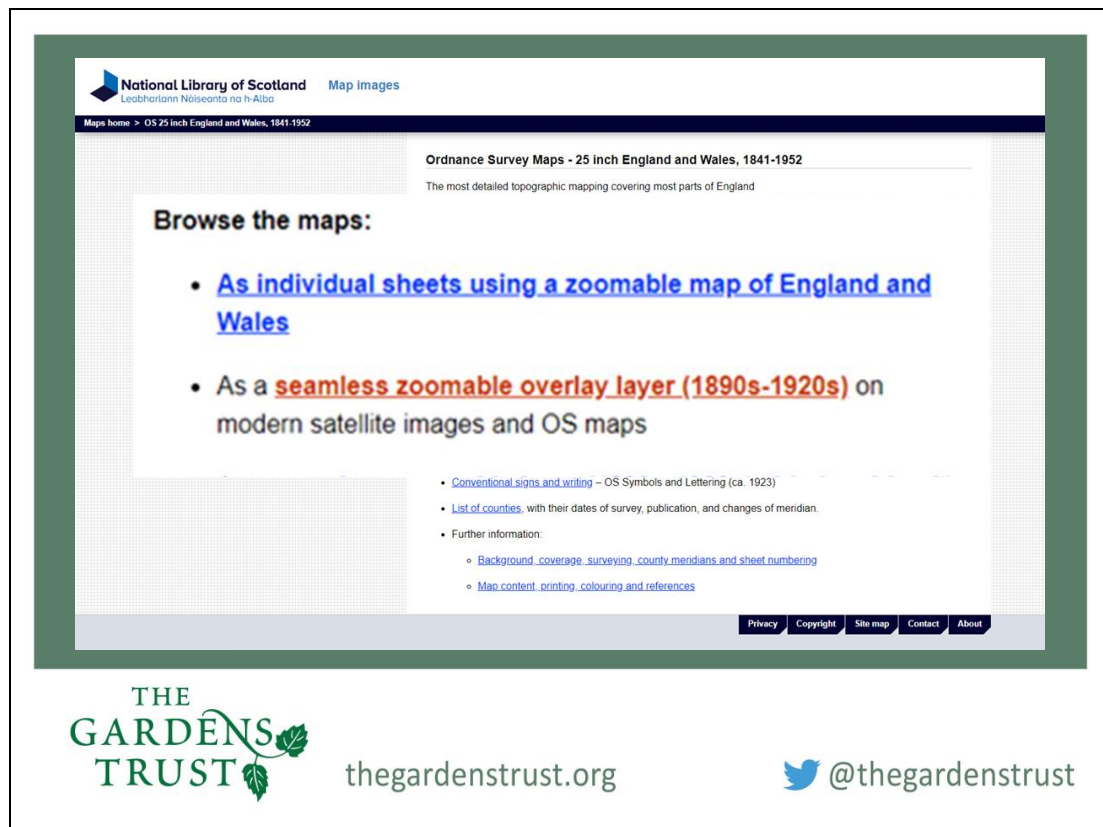 National Library of Scotland
Leabharlann Nàiseanta na h-Alba
Map images
Maps home > OS 25 inch England and Wales, 1841-1952
Ordnance Survey Maps - 25 inch England and Wales, 1841-1952
The most detailed topographic mapping covering most parts of England
Browse the maps:
• As individual sheets using a zoomable map of England and
Wales
• As a seamless zoomable overlay layer (1890s-1920s) on
modern satellite images and OS maps
• Conventional signs and writing – OS Symbols and Lettering (ca. 1923)
• List of counties, with their dates of survey, publication, and changes of meridian.
• Further information:
Background, coverage, surveying, county meridians and sheet numbering
Map content, printing, colouring and references
Privacy Copyright Site map Contact About
THE
GARDENS
TRUST
thegardenstrust.org
@thegardenstrust